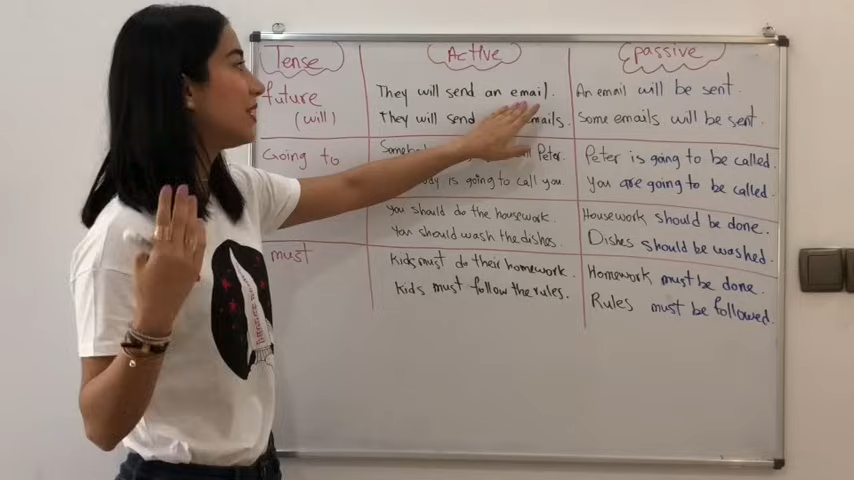 Tense Active passive
future They will send an email. An email will be sent.
(will) They will send emails. Some emails will be sent.
Going to Peter. Peter is going to be called.
is going to call you. You are going to be called.
You should do the housework. Housework should be done.
You should wash the dishes. Dishes should be washed.
must Kids must do their homework. Homework must be done.
Kids must follow the rules. Rules must be followed.